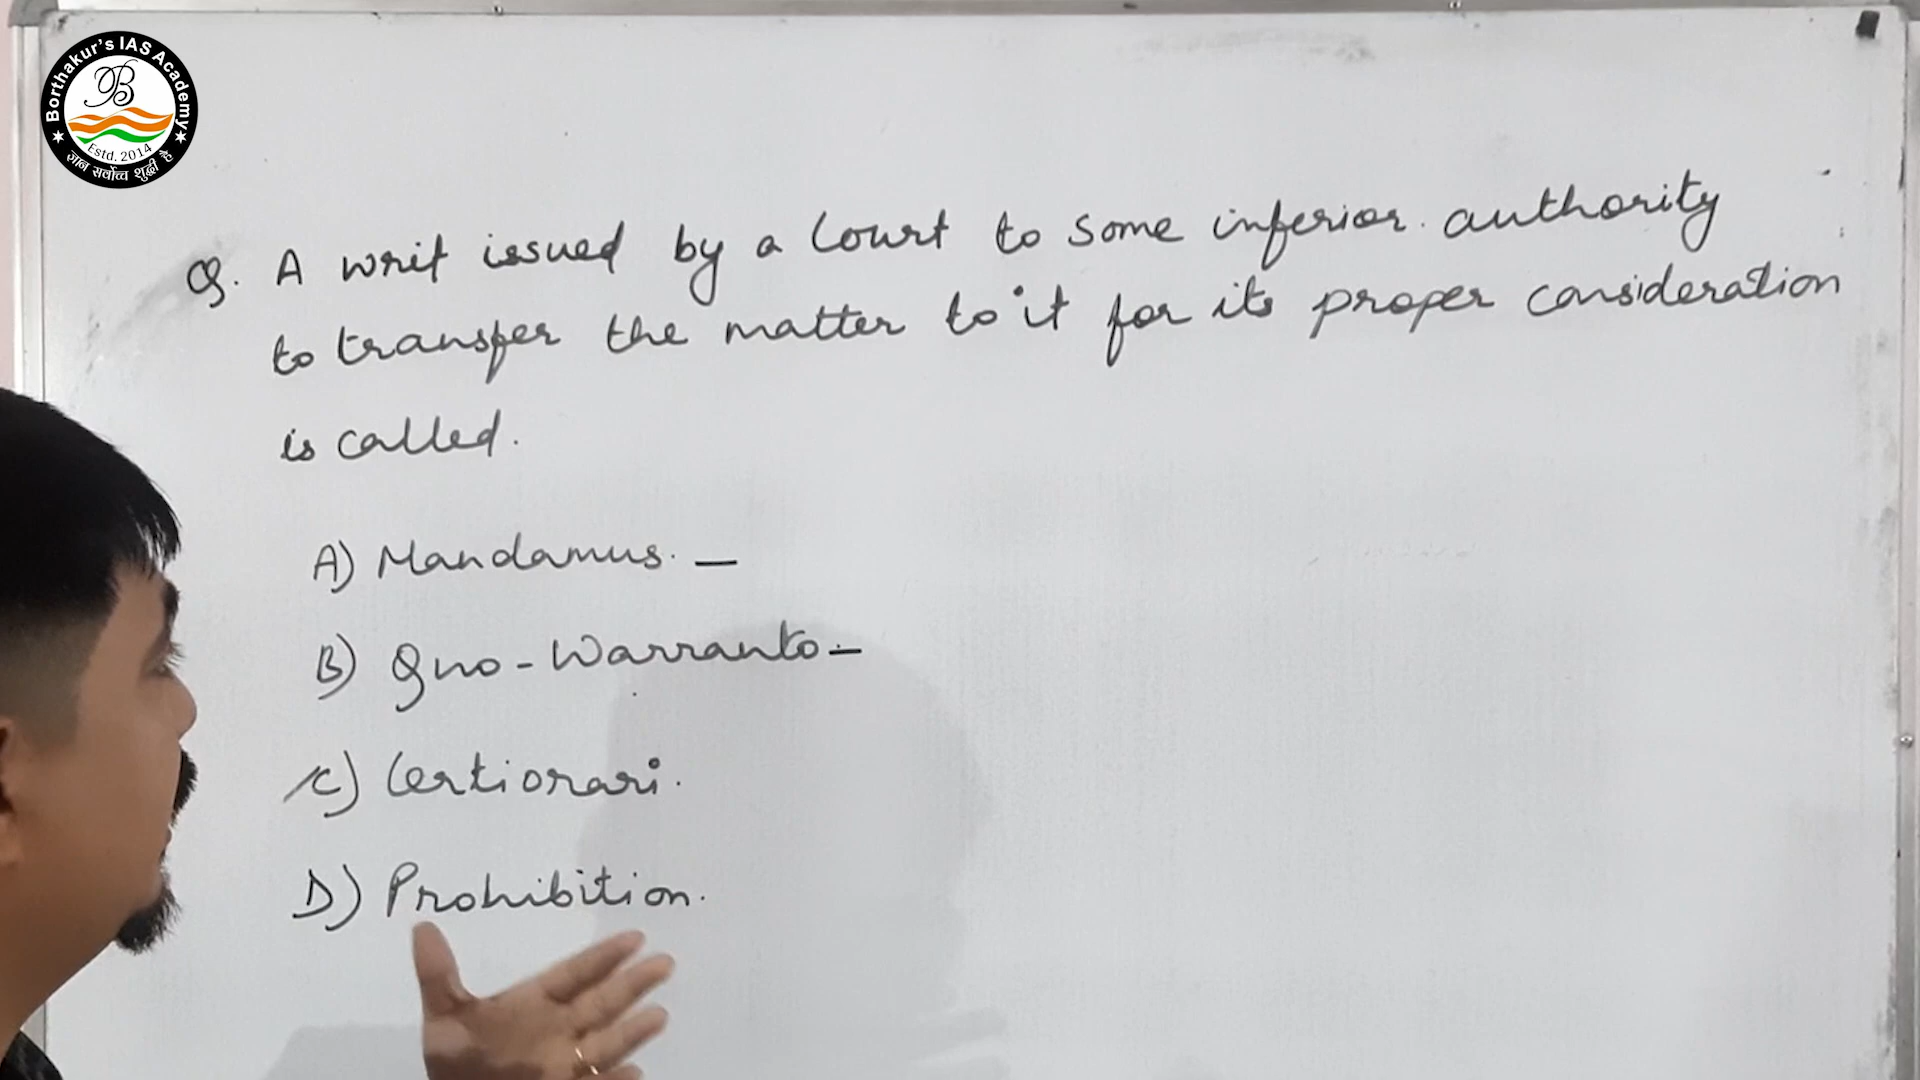 Borthakur's IAS Academy
B
Estd. 2014
ज्ञान सर्वोच्च शुद्धी है
Q. A writ issued by a Court to some inferior authority
to transfer the matter to it for its proper consideration
is called.
A) Mandamus. —
B) Quo-Warranto. —
C) Certiorari.
D) Prohibition.